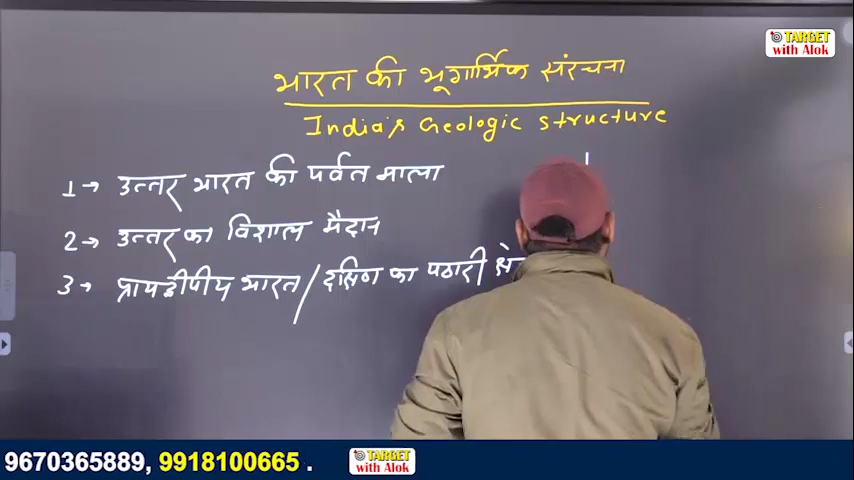 TARGET
with Alok
भारत की भूगार्भिक संरचना
India's Geologic Structure
1→ उत्तर भारत की पर्वत माला
2→ उत्तर का विशाल मैदान
3→ प्रायद्वीपीय भारत/दक्षिण का पठारी क्षे
9670365889, 9918100665 .
TARGET
with Alok